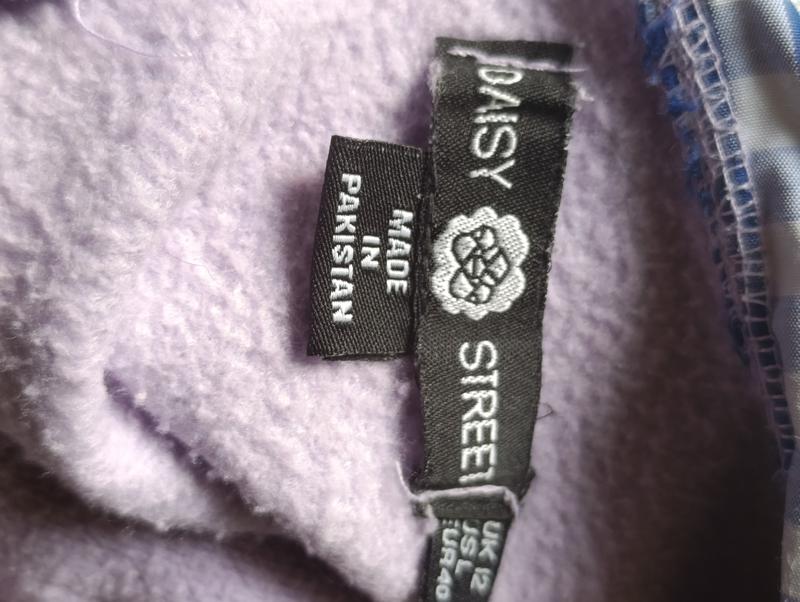 DAISY STREET
MADE
IN
PAKISTAN
UK 12
US L
EUR 40